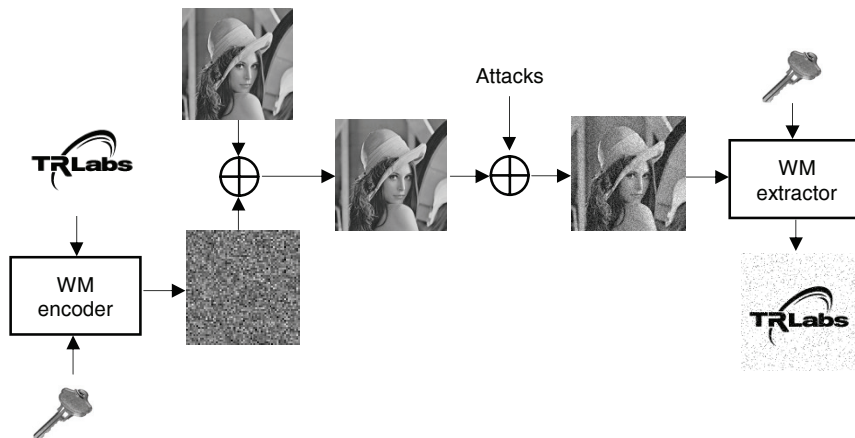 Attacks
TRLabs
WM
extractor
WM
encoder
TRLabs